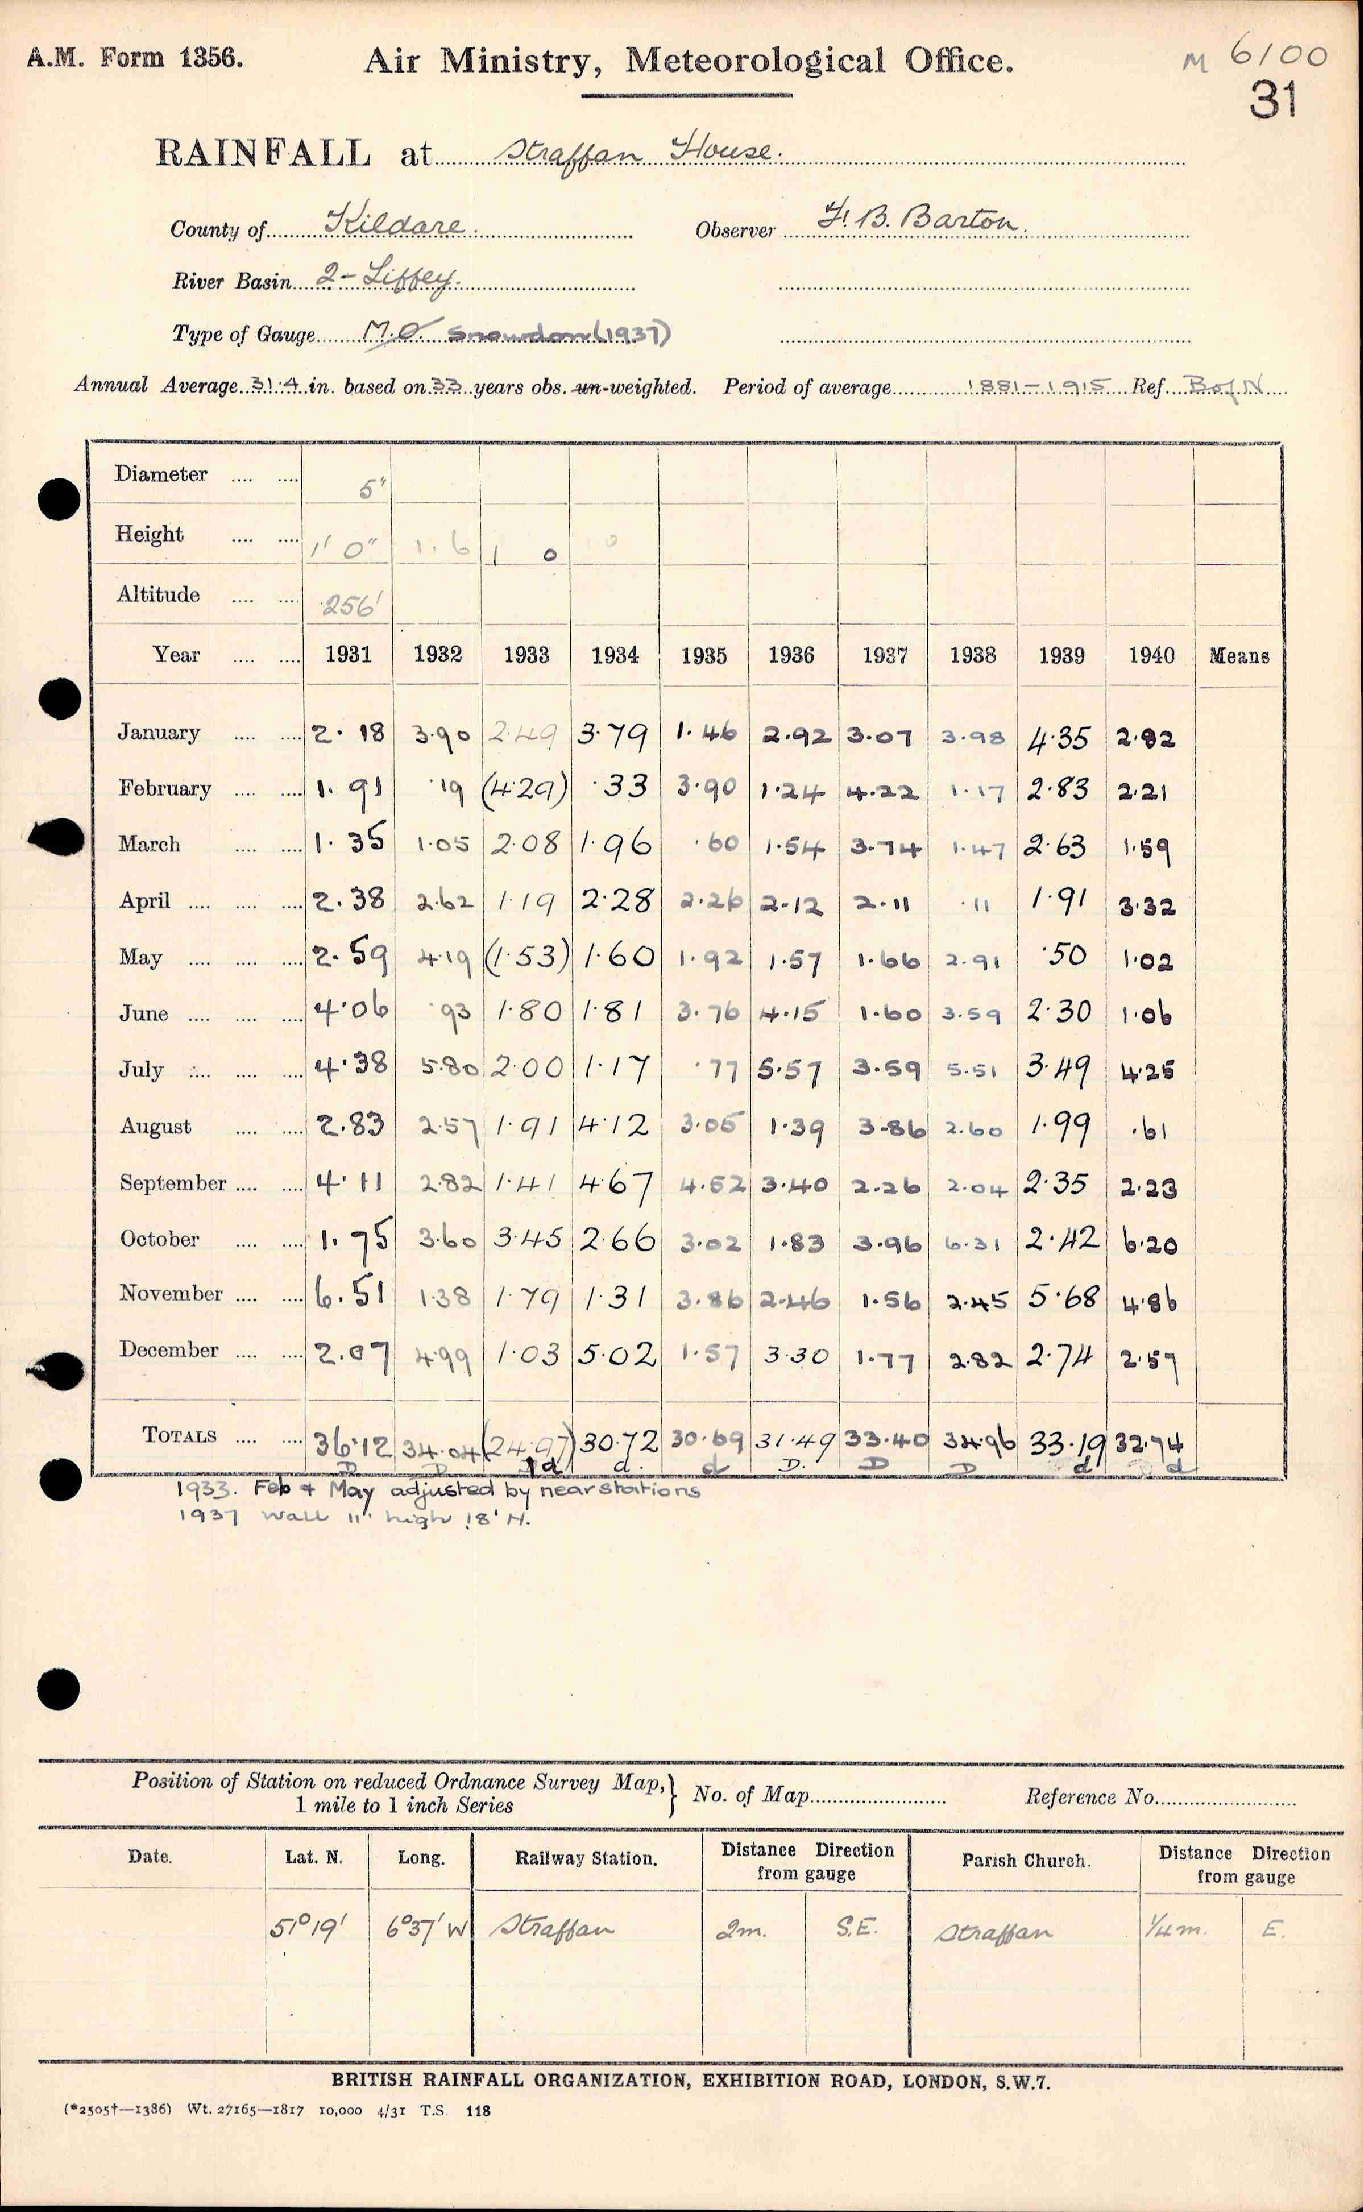 A.M. Form 1356. Air Ministry, Meteorological Office. M 6100
31
RAINFALL at Straffan House.
County of Kildare. Observer F. B. Barton.
River Basin 2 - Liffey.
Type of Gauge M.O. Snowdon (1937)
Annual Average 31.4 in. based on 33 years obs. un-weighted. Period of average 1881-1915 Ref. B of N
Diameter 5"
Height 1' 0" 1. 6 1 0 0
Altitude 256'
Year 1931 1932 1933 1934 1935 1936 1937 1938 1939 1940 Means
January 2.18 3.90 2.49 3.79 1.46 2.92 3.07 3.98 4.35 2.82
February 1.91 .19 (4.29) .33 3.90 1.24 4.22 1.17 2.83 2.21
March 1.35 1.05 2.08 1.96 .60 1.54 3.74 1.47 2.63 1.59
April 2.38 2.62 1.19 2.28 2.26 2.12 2.11 .11 1.91 3.32
May 2.59 4.19 (1.53) 1.60 1.92 1.57 1.66 2.91 .50 1.02
June 4.06 .93 1.80 1.81 3.76 4.15 1.60 3.59 2.30 1.06
July 4.38 5.80 2.00 1.17 .77 5.57 3.59 5.51 3.49 4.25
August 2.83 2.57 1.91 4.12 3.05 1.39 3.86 2.60 1.99 .61
September 4.11 2.82 1.41 4.67 4.52 3.40 2.26 2.04 2.35 2.23
October 1.75 3.60 3.45 2.66 3.02 1.83 3.96 6.31 2.42 6.20
November 6.51 1.38 1.79 1.31 3.86 2.46 1.56 2.45 5.68 4.86
December 2.07 4.99 1.03 5.02 1.57 3.30 1.77 2.82 2.74 2.57
TOTALS 36.12 34.04 (24.97) 30.72 30.69 31.49 33.40 34.96 33.19 32.74
D D d d. d D. D D d d
1933. Feb & May adjusted by near stations
1937 wall 11" high 18' N.
Position of Station on reduced Ordnance Survey Map, } No. of Map Reference No.
1 mile to 1 inch Series
Date. Lat. N. Long. Railway Station. Distance Direction from gauge Parish Church. Distance Direction from gauge
51°19' 6°37' W Straffan 2m. S.E. Straffan 1/4 m. E.
BRITISH RAINFALL ORGANIZATION, EXHIBITION ROAD, LONDON, S.W.7.
(*2505†—1386) Wt. 27165—1817 10,000 4/31 T.S. 118